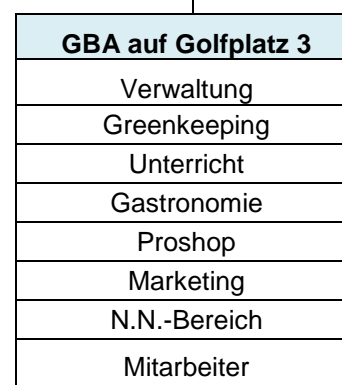 GBA auf Golfplatz 3
Verwaltung
Greenkeeping
Unterricht
Gastronomie
Proshop
Marketing
N.N.-Bereich
Mitarbeiter